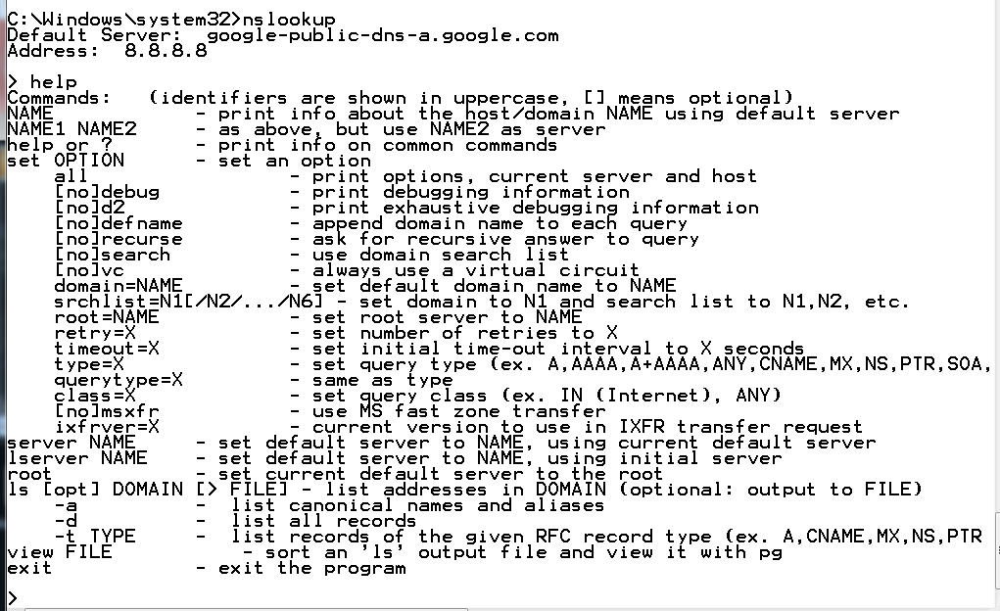 C:\Windows\system32>nslookup
Default Server:  google-public-dns-a.google.com
Address:  8.8.8.8

> help
Commands:   (identifiers are shown in uppercase, [] means optional)
NAME            - print info about the host/domain NAME using default server
NAME1 NAME2     - as above, but use NAME2 as server
help or ?       - print info on common commands
set OPTION      - set an option
    all                 - print options, current server and host
    [no]debug           - print debugging information
    [no]d2              - print exhaustive debugging information
    [no]defname         - append domain name to each query
    [no]recurse         - ask for recursive answer to query
    [no]search          - use domain search list
    [no]vc              - always use a virtual circuit
    domain=NAME         - set default domain name to NAME
    srchlist=N1[/N2/.../N6] - set domain to N1 and search list to N1,N2, etc.
    root=NAME           - set root server to NAME
    retry=X             - set number of retries to X
    timeout=X           - set initial time-out interval to X seconds
    type=X              - set query type (ex. A,AAAA,A+AAAA,ANY,CNAME,MX,NS,PTR,SOA,
    querytype=X         - same as type
    class=X             - set query class (ex. IN (Internet), ANY)
    [no]msxfr           - use MS fast zone transfer
    ixfrver=X           - current version to use in IXFR transfer request
server NAME     - set default server to NAME, using current default server
lserver NAME    - set default server to NAME, using initial server
root            - set current default server to the root
ls [opt] DOMAIN [> FILE] - list addresses in DOMAIN (optional: output to FILE)
    -a          -  list canonical names and aliases
    -d          -  list all records
    -t TYPE     -  list records of the given RFC record type (ex. A,CNAME,MX,NS,PTR
view FILE           - sort an 'ls' output file and view it with pg
exit            - exit the program

>